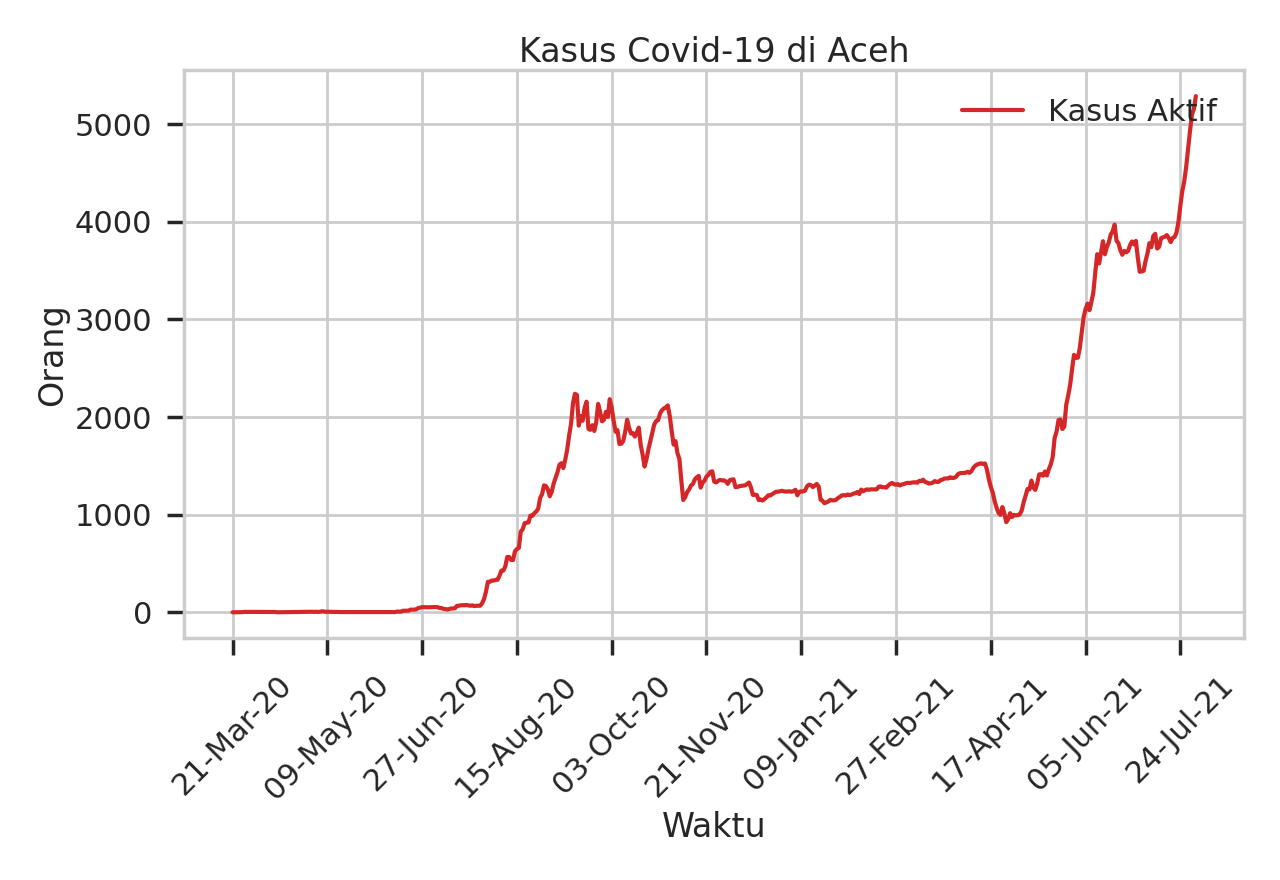 Kasus Covid-19 di Aceh
Kasus Aktif
5000
4000
3000
2000
1000
0
Orang
21-Mar-20
09-May-20
27-Jun-20
15-Aug-20
03-Oct-20
21-Nov-20
09-Jan-21
27-Feb-21
17-Apr-21
05-Jun-21
24-Jul-21
Waktu